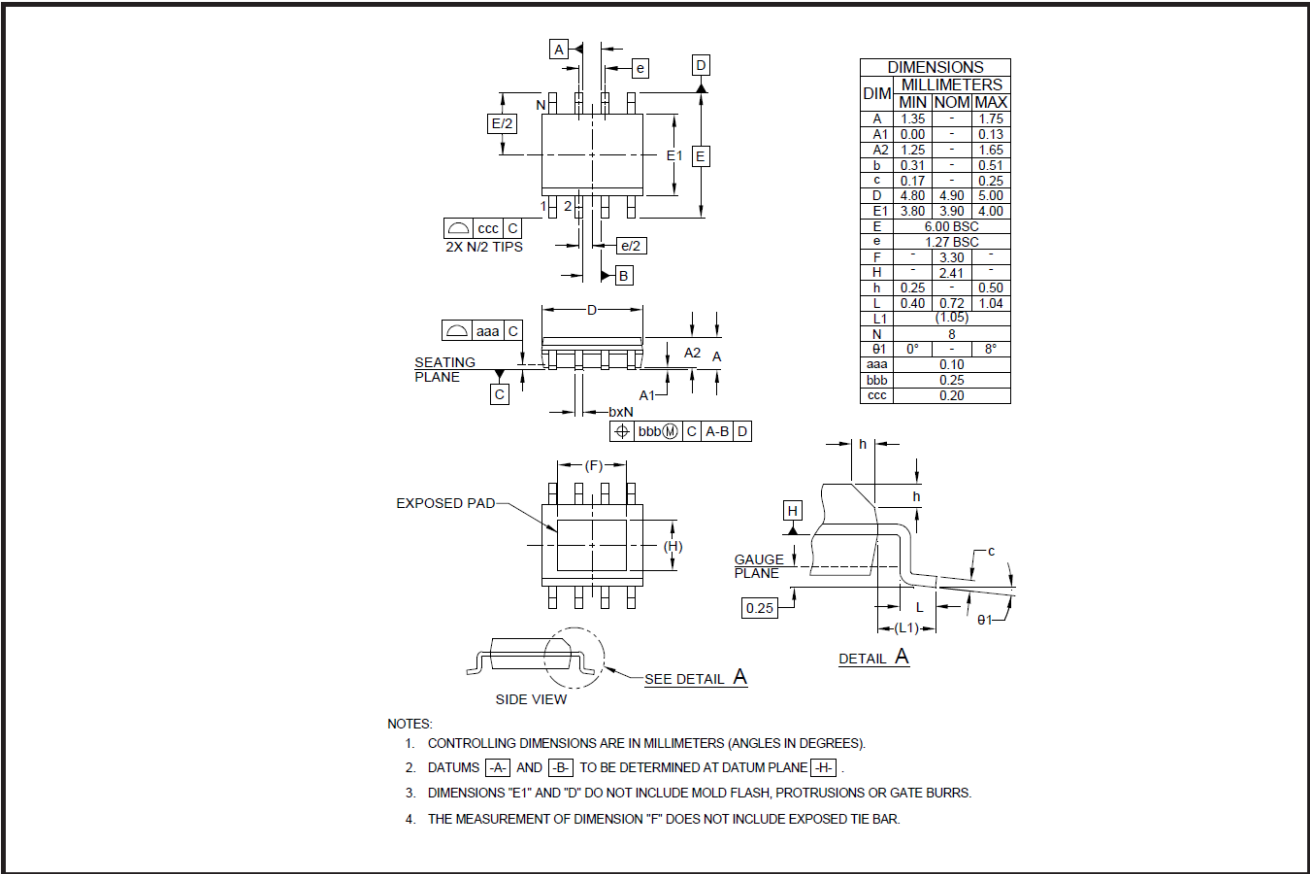 A
e
D
N
E/2
E1
E
1 2
ccc C
2X N/2 TIPS
e/2
B
D
aaa C
A2 A
SEATING
PLANE
C
A1
bxN
⌖ bbbⓂ C A-B D
(F)
EXPOSED PAD
(H)
SEE DETAIL A
SIDE VIEW
DIMENSIONS
DIM MILLIMETERS
MIN NOM MAX
A 1.35 - 1.75
A1 0.00 - 0.13
A2 1.25 - 1.65
b 0.31 - 0.51
c 0.17 - 0.25
D 4.80 4.90 5.00
E1 3.80 3.90 4.00
E 6.00 BSC
e 1.27 BSC
F - 3.30 -
H - 2.41 -
h 0.25 - 0.50
L 0.40 0.72 1.04
L1 (1.05)
N 8
θ1 0° - 8°
aaa 0.10
bbb 0.25
ccc 0.20
h
h
H
GAUGE
PLANE
c
0.25
L
θ1
(L1)
DETAIL A
NOTES:
1. CONTROLLING DIMENSIONS ARE IN MILLIMETERS (ANGLES IN DEGREES).
2. DATUMS -A- AND -B- TO BE DETERMINED AT DATUM PLANE -H- .
3. DIMENSIONS "E1" AND "D" DO NOT INCLUDE MOLD FLASH, PROTRUSIONS OR GATE BURRS.
4. THE MEASUREMENT OF DIMENSION "F" DOES NOT INCLUDE EXPOSED TIE BAR.